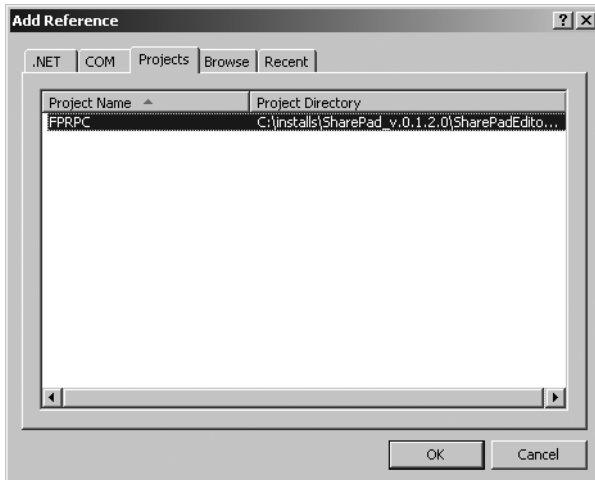 Add Reference
.NET COM Projects Browse Recent
Project Name Project Directory
FPRPC C:\installs\SharePad_v.0.1.2.0\SharePadEdito...
OK Cancel